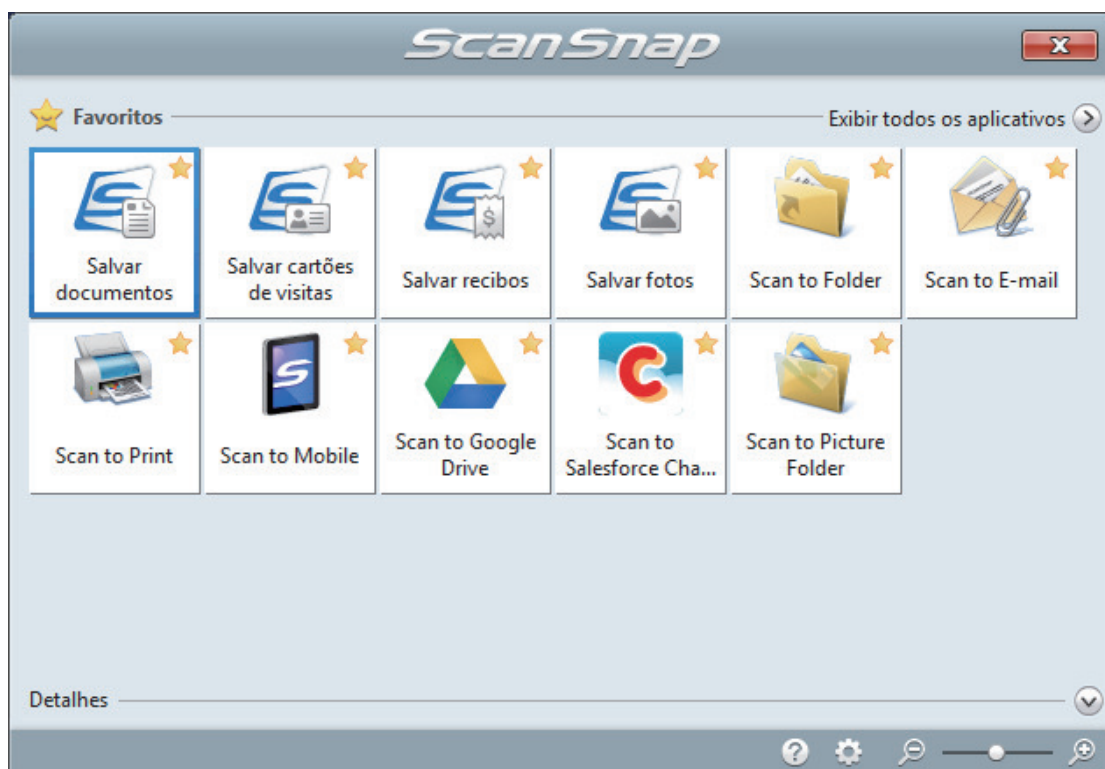 ScanSnap
Favoritos
Exibir todos os aplicativos
Salvar
documentos
Salvar cartões
de visitas
Salvar recibos
Salvar fotos
Scan to Folder
Scan to E-mail
Scan to Print
Scan to Mobile
Scan to Google
Drive
Scan to
Salesforce Cha...
Scan to Picture
Folder
Detalhes